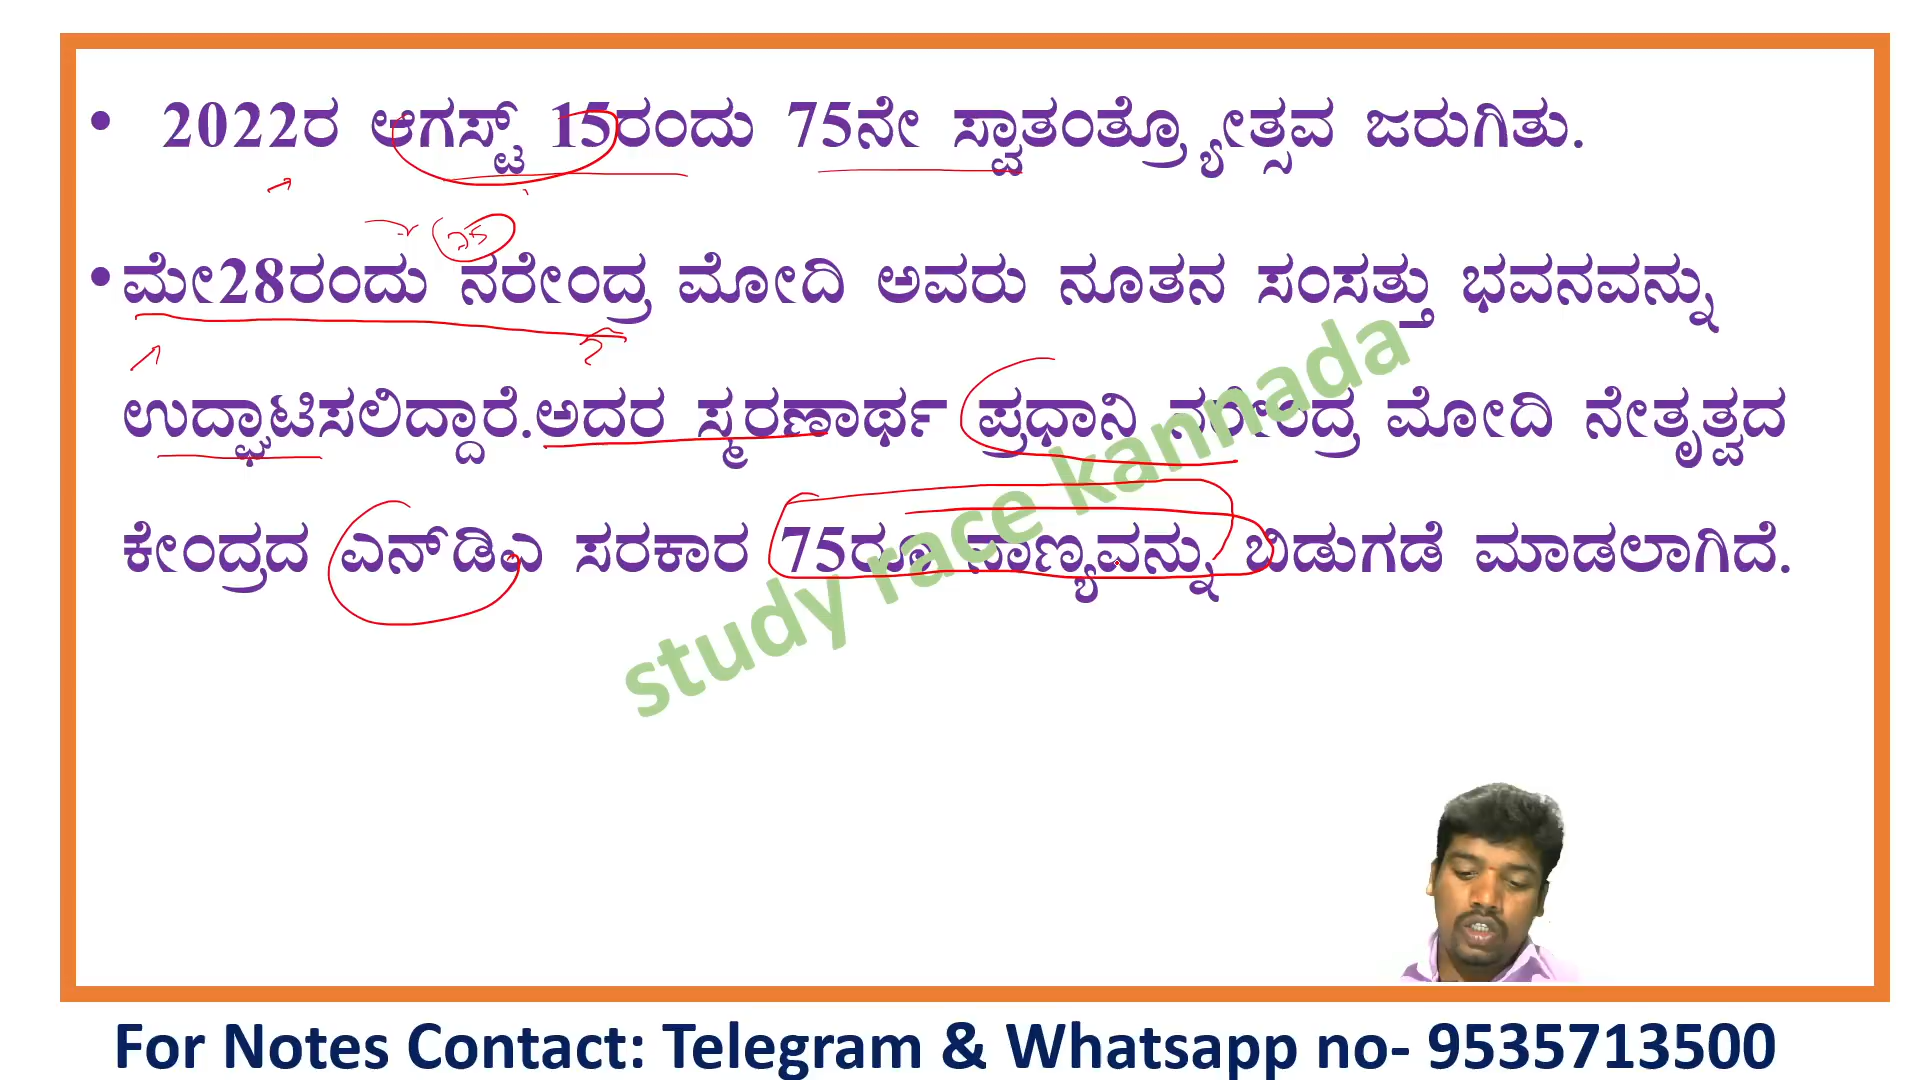 • 2022ರ ಆಗಸ್ಟ್ 15ರಂದು 75ನೇ ಸ್ವಾತಂತ್ರ್ಯೋತ್ಸವ ಜರುಗಿತು.
75
• ಮೇ28ರಂದು ನರೇಂದ್ರ ಮೋದಿ ಅವರು ನೂತನ ಸಂಸತ್ತು ಭವನವನ್ನು
ಉದ್ಘಾಟಿಸಲಿದ್ದಾರೆ.ಅದರ ಸ್ಮರಣಾರ್ಥ ಪ್ರಧಾನಿ ನರೇಂದ್ರ ಮೋದಿ ನೇತೃತ್ವದ
ಕೇಂದ್ರದ ಎನ್‌ಡಿಎ ಸರಕಾರ 75ರೂ ನಾಣ್ಯವನ್ನು ಬಿಡುಗಡೆ ಮಾಡಲಾಗಿದೆ.
study race kannada
For Notes Contact: Telegram & Whatsapp no- 9535713500